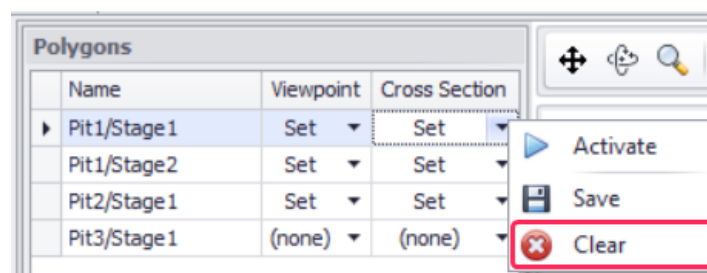 Polygons
Name Viewpoint Cross Section
Pit1/Stage1 Set Set
Activate
Pit1/Stage2 Set Set
Pit2/Stage1 Set Set
Save
Pit3/Stage1 (none) (none)
Clear